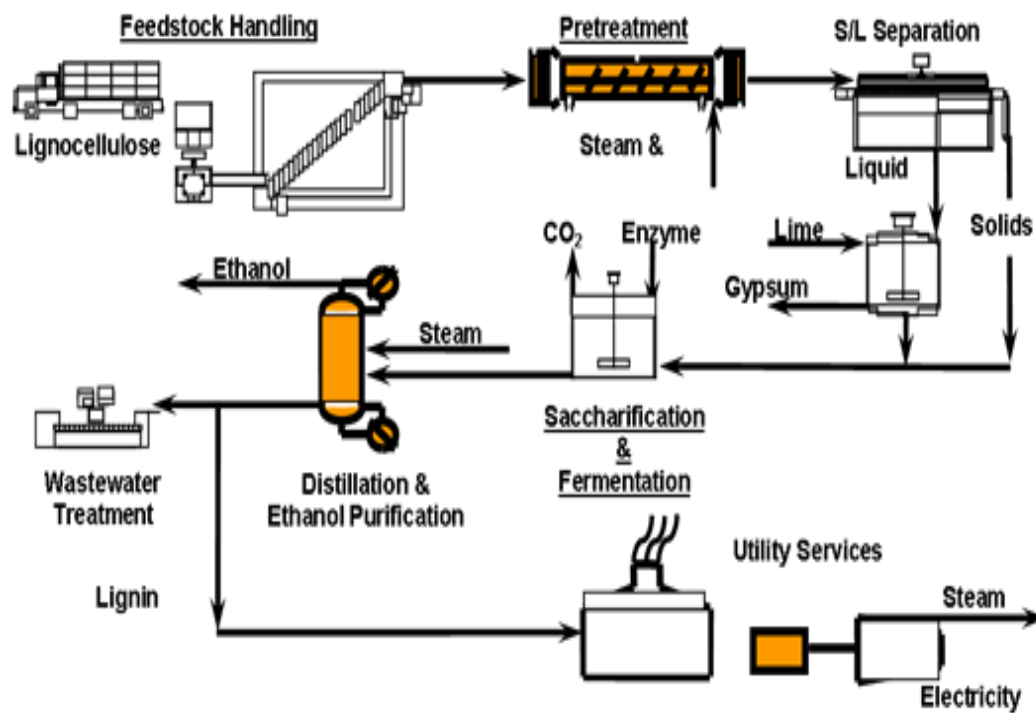 Feedstock Handling
Pretreatment
S/L Separation
Lignocellulose
Steam &
Liquid
Solids
CO₂
Enzyme
Lime
Ethanol
Gypsum
Steam
Saccharification
&
Fermentation
Wastewater
Treatment
Distillation &
Ethanol Purification
Utility Services
Lignin
Steam
Electricity